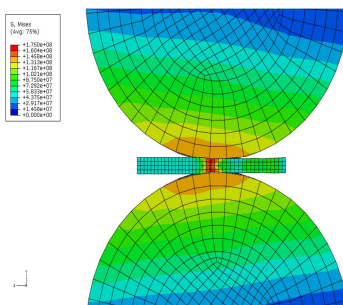 S, Mises
(Avg: 75%)
+1.750e+08
+1.604e+08
+1.458e+08
+1.313e+08
+1.167e+08
+1.021e+08
+8.750e+07
+7.292e+07
+5.833e+07
+4.375e+07
+2.917e+07
+1.458e+07
+0.000e+00